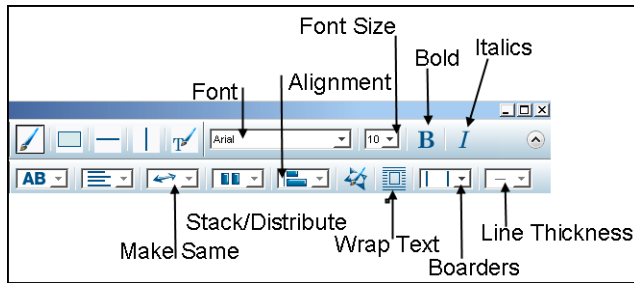 Font Size
Italics
Bold
Alignment
Font
Arial
10
B
I
T
AB
Stack/Distribute
Wrap Text
Line Thickness
Make Same
Boarders